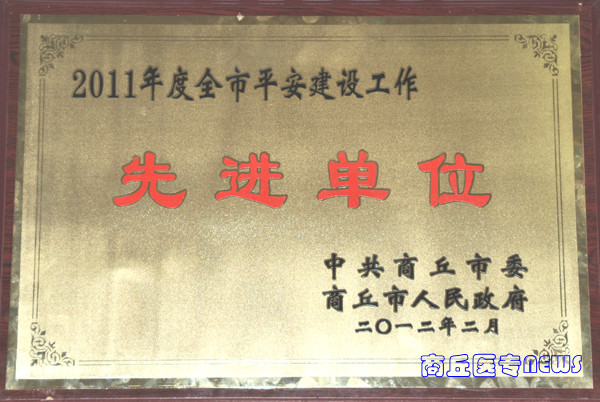 2011年度全市平安建设工作
先进单位
中共商丘市委
商丘市人民政府
二〇一二年二月
商丘医专news